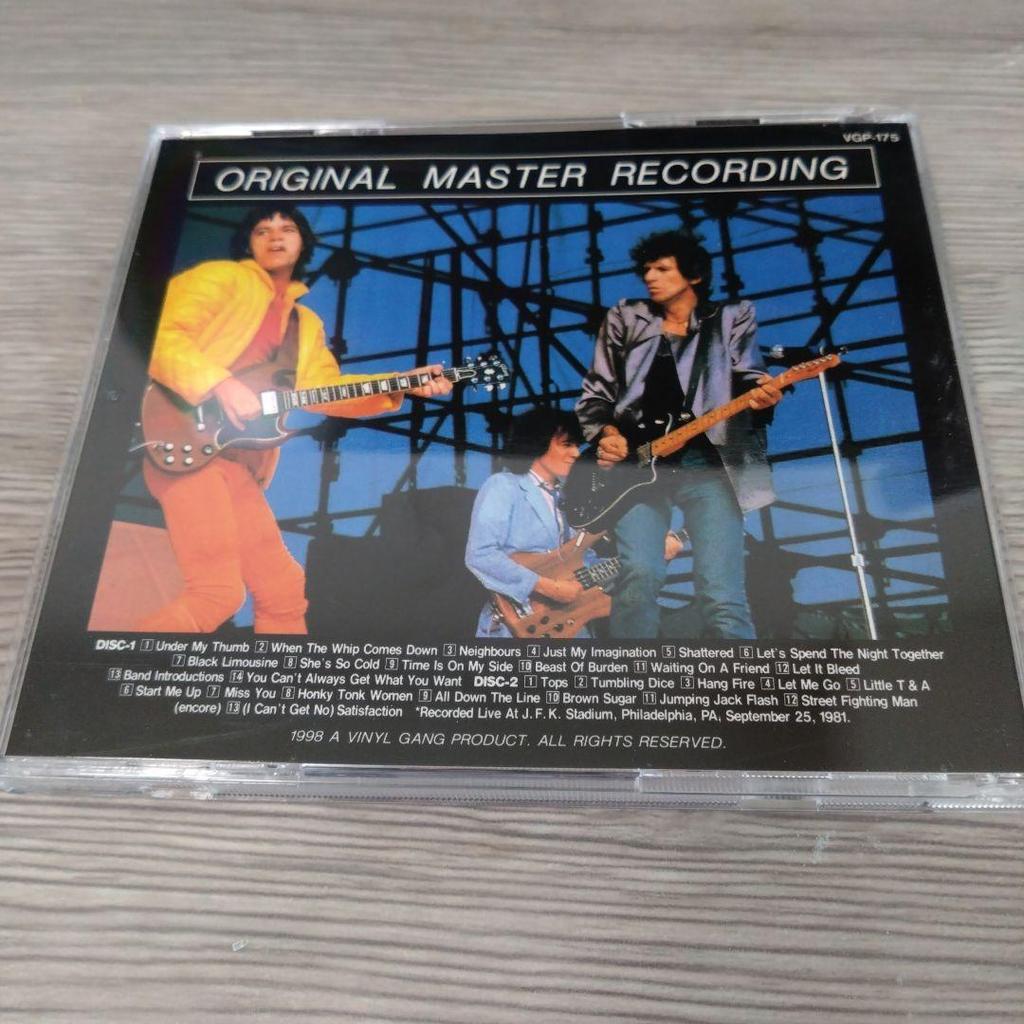 VGP-175
ORIGINAL MASTER RECORDING
DISC-1 1 Under My Thumb 2 When The Whip Comes Down 3 Neighbours 4 Just My Imagination 5 Shattered 6 Let's Spend The Night Together
7 Black Limousine 8 She's So Cold 9 Time Is On My Side 10 Beast Of Burden 11 Waiting On A Friend 12 Let It Bleed
13 Band Introductions 14 You Can't Always Get What You Want DISC-2 1 Tops 2 Tumbling Dice 3 Hang Fire 4 Let Me Go 5 Little T & A
6 Start Me Up 7 Miss You 8 Honky Tonk Women 9 All Down The Line 10 Brown Sugar 11 Jumping Jack Flash 12 Street Fighting Man
(encore) 13 (I Can't Get No) Satisfaction *Recorded Live At J.F.K. Stadium, Philadelphia, PA, September 25, 1981.
1998 A VINYL GANG PRODUCT. ALL RIGHTS RESERVED.